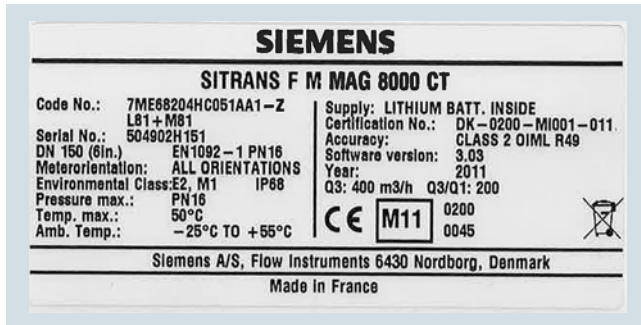 SIEMENS
SITRANS F M MAG 8000 CT
Code No.: 7ME68204HC051AA1-Z
L81+M81
Serial No.: 504902H151
DN 150 (6in.) EN1092-1 PN16
Meterorientation: ALL ORIENTATIONS
Environmental Class:E2, M1 IP68
Pressure max.: PN16
Temp. max.: 50°C
Amb. Temp.: -25°C TO +55°C
Supply: LITHIUM BATT. INSIDE
Certification No.: DK-0200-MI001-011
Accuracy: CLASS 2 OIML R49
Software version: 3.03
Year: 2011
Q3: 400 m3/h Q3/Q1: 200
CE M11 0200
0045
Siemens A/S, Flow Instruments 6430 Nordborg, Denmark
Made in France